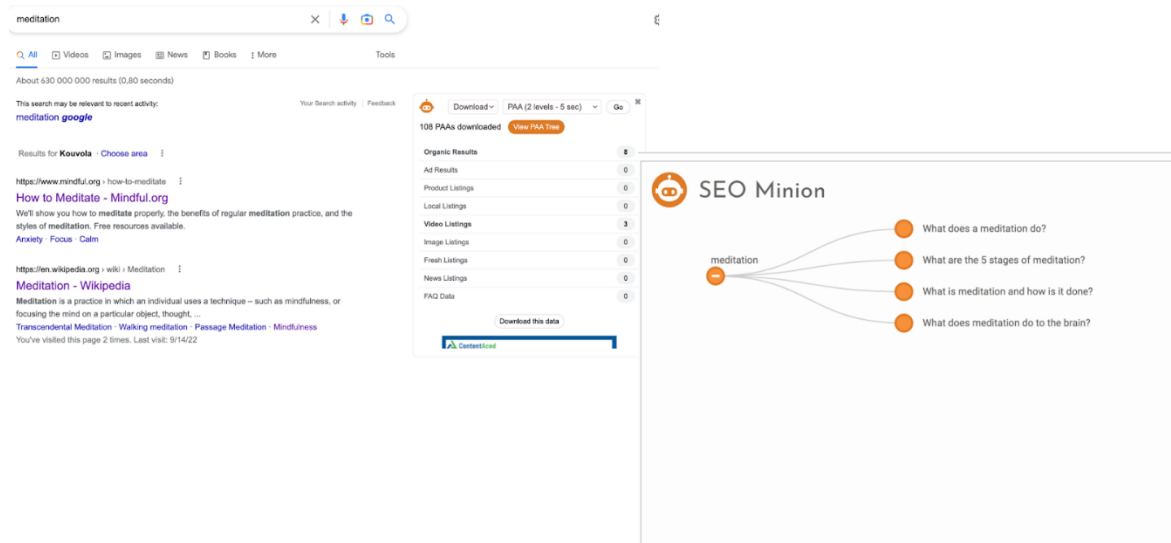 meditation
All Videos Images News Books More Tools
About 630 000 000 results (0,80 seconds)
This search may be relevant to recent activity: Your Search activity Feedback
meditation google
Results for Kouvola · Choose area
https://www.mindful.org › how-to-meditate
How to Meditate - Mindful.org
We'll show you how to meditate properly, the benefits of regular meditation practice, and the
styles of meditation. Free resources available.
Anxiety · Focus · Calm
https://en.wikipedia.org › wiki › Meditation
Meditation - Wikipedia
Meditation is a practice in which an individual uses a technique – such as mindfulness, or
focusing the mind on a particular object, thought, ...
Transcendental Meditation · Walking meditation · Passage Meditation · Mindfulness
You've visited this page 2 times. Last visit: 9/14/22
Download PAA (2 levels - 5 sec) Go
108 PAAs downloaded View PAA Tree
Organic Results 8
Ad Results 0
Product Listings 0
Local Listings 0
Video Listings 3
Image Listings 0
Fresh Listings 0
News Listings 0
FAQ Data 0
Download this data
ContentAced
SEO Minion
meditation
What does a meditation do?
What are the 5 stages of meditation?
What is meditation and how is it done?
What does meditation do to the brain?